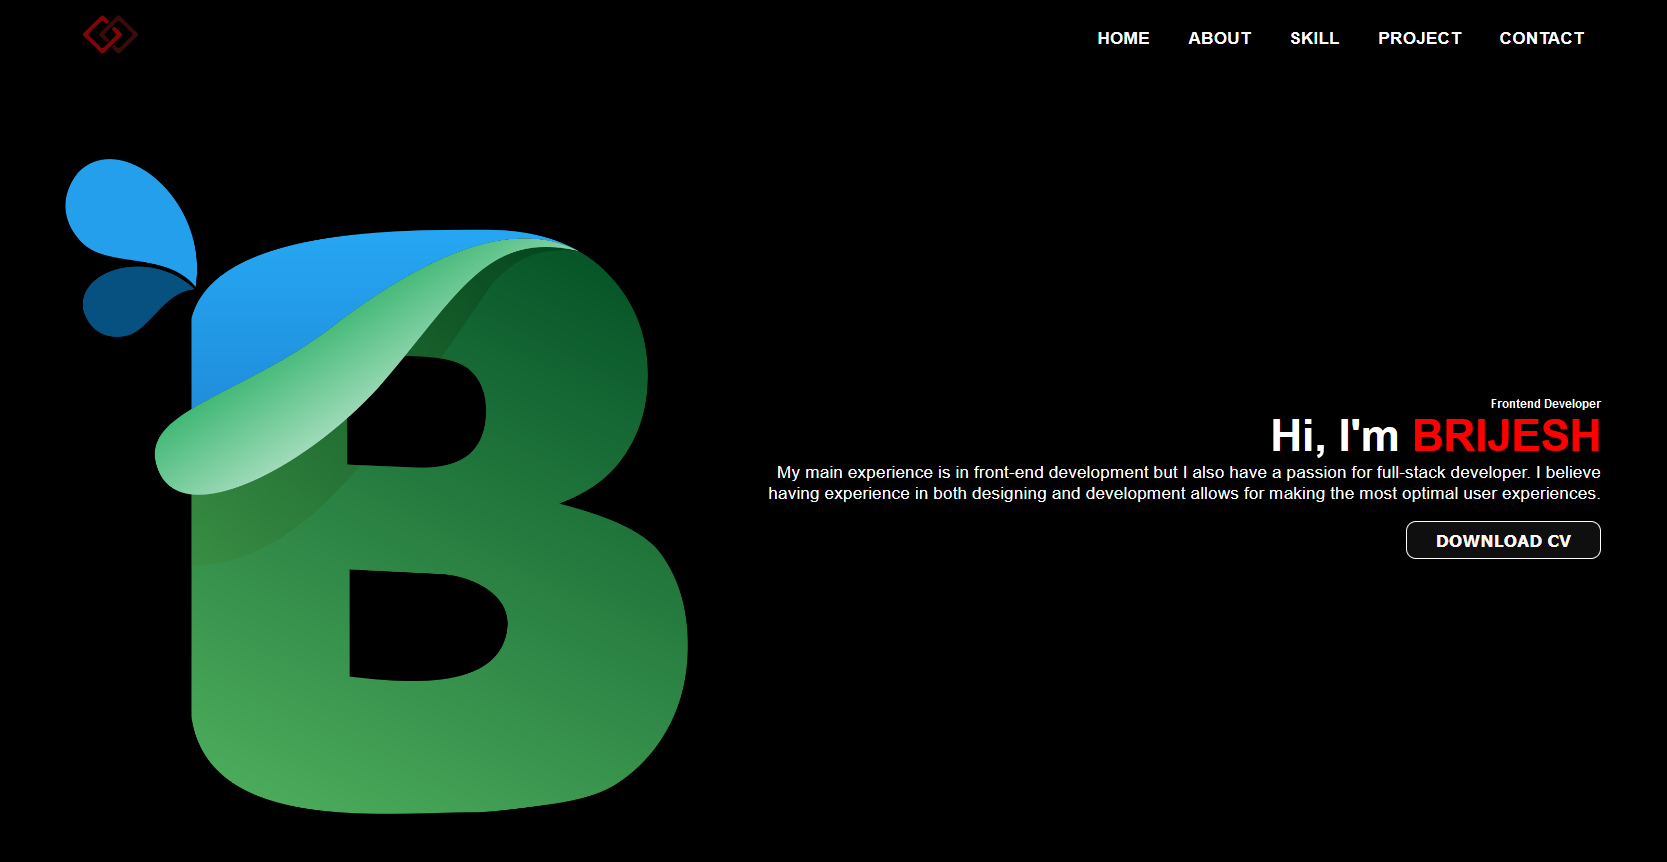 HOME ABOUT SKILL PROJECT CONTACT
B
Frontend Developer
Hi, I'm BRIJESH
My main experience is in front-end development but I also have a passion for full-stack developer. I believe
having experience in both designing and development allows for making the most optimal user experiences.
DOWNLOAD CV